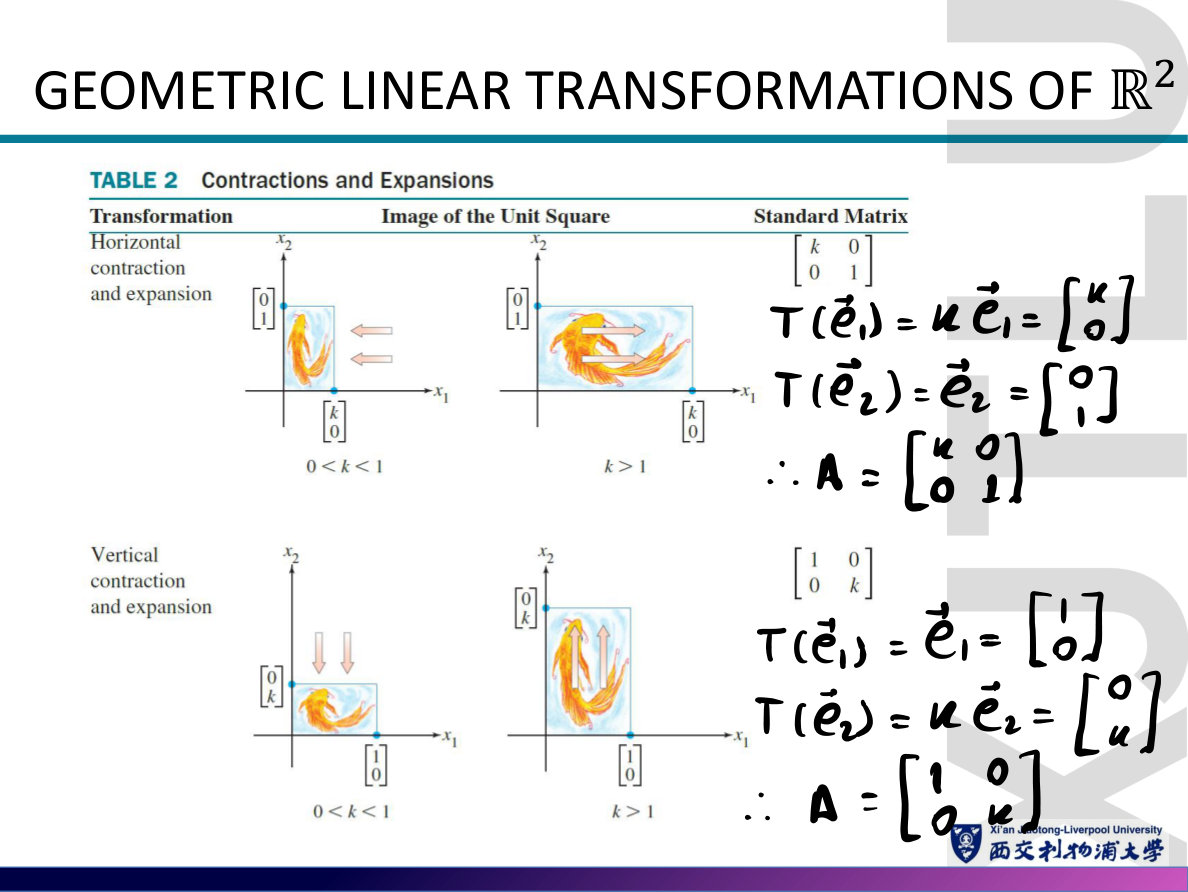 GEOMETRIC LINEAR TRANSFORMATIONS OF ℝ²
TABLE 2 Contractions and Expansions
Transformation Image of the Unit Square Standard Matrix
Horizontal
contraction
and expansion
x₂
[0
1]
x₁
[k
0]
0 < k < 1
x₂
[0
1]
x₁
[k
0]
k > 1
[k 0
0 1]
T(e⃗₁) = k e⃗₁ = [k
0]
T(e⃗₂) = e⃗₂ = [0
1]
∴ A = [k 0
0 1]
Vertical
contraction
and expansion
x₂
[0
k]
x₁
[1
0]
0 < k < 1
x₂
[0
k]
x₁
[1
0]
k > 1
[1 0
0 k]
T(e⃗₁) = e⃗₁ = [1
0]
T(e⃗₂) = k e⃗₂ = [0
k]
∴ A = [1 0
0 k]
Xi'an Jiaotong-Liverpool University
西交利物浦大学
XJTLU